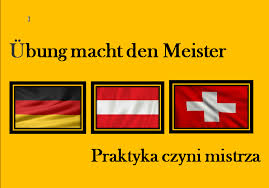 Übung macht den Meister
Praktyka czyni mistrza